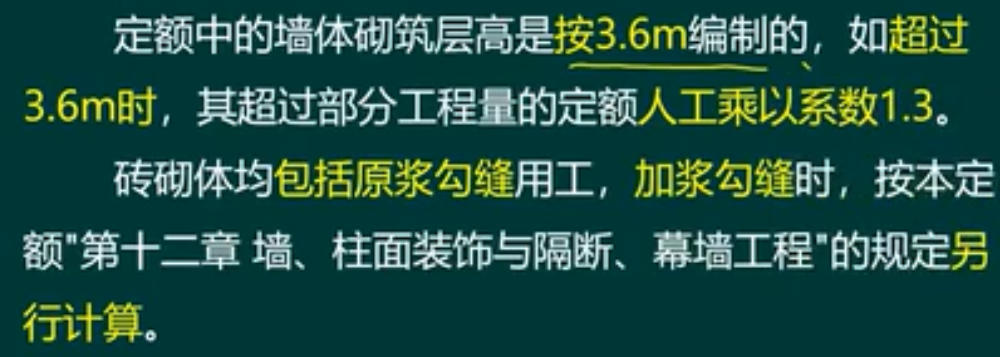 定额中的墙体砌筑层高是按3.6m编制的，如超过
3.6m时，其超过部分工程量的定额人工乘以系数1.3。
砖砌体均包括原浆勾缝用工，加浆勾缝时，按本定
额"第十二章 墙、柱面装饰与隔断、幕墙工程"的规定另
行计算。